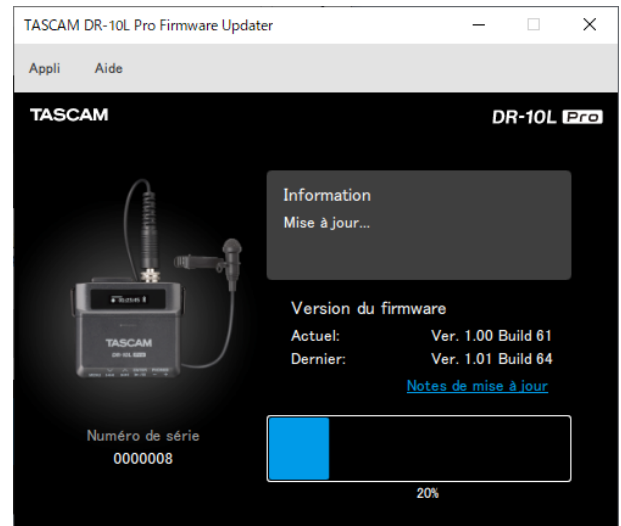 TASCAM DR-10L Pro Firmware Updater
Appli Aide
TASCAM
DR-10L Pro
Information
Mise à jour...
TASCAM
Version du firmware
Actuel: Ver. 1.00 Build 61
Dernier: Ver. 1.01 Build 64
Notes de mise à jour
Numéro de série
0000008
20%